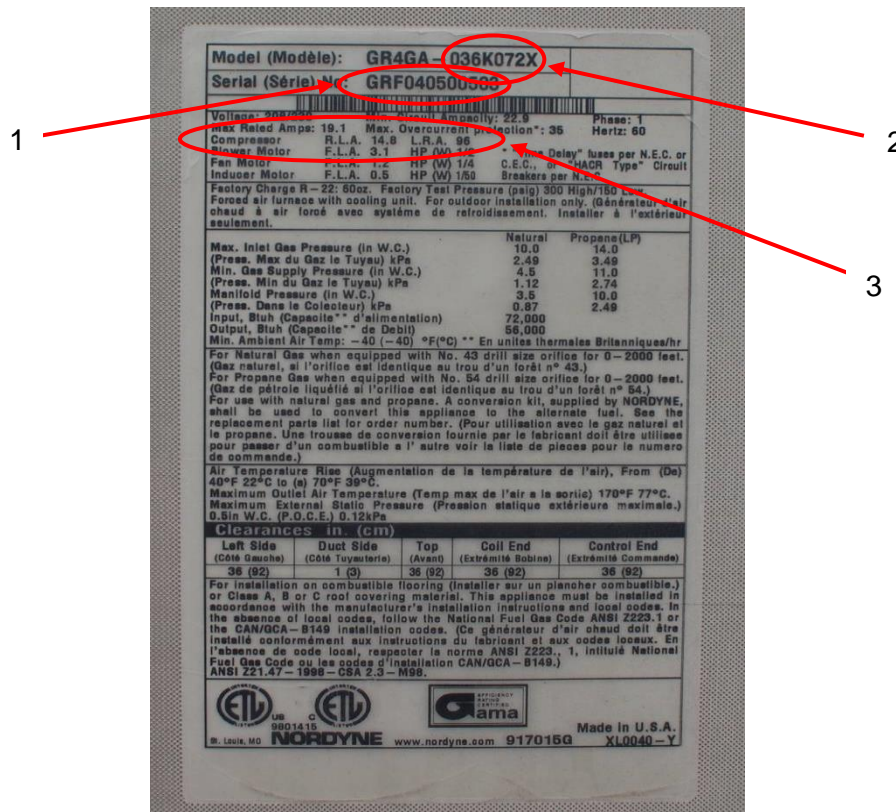 Model (Modèle): GR4GA-036K072X
Serial (Série) No: GRF040500503
1
2
3
Min. Circuit Ampacity: 22.9 Phase: 1
Max Rated Amps: 19.1 Max. Overcurrent protection*: 35 Hertz: 60
Compressor R.L.A. 14.8 L.R.A. 96
Blower Motor F.L.A. 3.1 HP (W) 1/2 * "Time Delay" fuses per N.E.C. or
Fan Motor F.L.A. 1.2 HP (W) 1/4 C.E.C., or "HACR Type" Circuit
Inducer Motor F.L.A. 0.5 HP (W) 1/50 Breakers per N.E.C.
Factory Charge R-22: 60oz. Factory Test Pressure (psig) 300 High/150 Low.
Forced air furnace with cooling unit. For outdoor installation only. (Générateur d'air
chaud à air forcé avec système de refroidissement. Installer à l'extérieur
seulement.
Natural Propane(LP)
Max. Inlet Gas Pressure (in W.C.) 10.0 14.0
(Press. Max du Gaz le Tuyau) kPa 2.49 3.49
Min. Gas Supply Pressure (in W.C.) 4.5 11.0
(Press. Min du Gaz le Tuyau) kPa 1.12 2.74
Manifold Pressure (in W.C.) 3.5 10.0
(Press. Dans le Colecteur) kPa 0.87 2.49
Input, Btuh (Capacite** d'alimentation) 72,000
Output, Btuh (Capacite** de Debit) 56,000
Min. Ambient Air Temp: -40 (-40) °F(°C) ** En unites thermales Britanniques/hr
For Natural Gas when equipped with No. 43 drill size orifice for 0-2000 feet.
(Gaz naturel, si l'orifice est identique au trou d'un forêt nº 43.)
For Propane Gas when equipped with No. 54 drill size orifice for 0-2000 feet.
(Gaz de pétrole liquéfié si l'orifice est identique au trou d'un forêt nº 54.)
For use with natural gas and propane. A conversion kit, supplied by NORDYNE,
shall be used to convert this appliance to the alternate fuel. See the
replacement parts list for order number. (Pour utilisation avec le gaz naturel et
le propane. Une trousse de conversion fournie par le fabricant doit être utilisee
pour passer d'un combustible a l' autre voir la liste de pieces pour le numero
de commande.)
Air Temperature Rise (Augmentation de la température de l'air), From (De)
40°F 22°C to (a) 70°F 39°C.
Maximum Outlet Air Temperature (Temp max de l'air a la sortie) 170°F 77°C.
Maximum External Static Pressure (Pression statique extérieure maximale.)
0.5in W.C. (P.O.C.E.) 0.12kPa
Clearances in. (cm)
Left Side Duct Side Top Coil End Control End
(Côté Gauche) (Côté Tuyauterie) (Avant) (Extrémité Bobine) (Extrémité Commande)
36 (92) 1 (3) 36 (92) 36 (92) 36 (92)
For installation on combustible flooring (Installer sur un plancher combustible.)
or Class A, B or C roof covering material. This appliance must be installed in
accordance with the manufacturer's installation instructions and local codes. In
the absence of local codes, follow the National Fuel Gas Code ANSI Z223.1 or
the CAN/GCA-B149 installation codes. (Ce générateur d'air chaud doit être
installé conformément aux instructions du fabricant et aux codes locaux. En
l'absence de code local, respecter la norme ANSI Z223., 1, intitulé National
Fuel Gas Code ou les codes d'installation CAN/GCA-B149.)
ANSI Z21.47-1998-CSA 2.3-M98.
ETL US C ETL
9801415
EFFICIENCY RATING CERTIFIED
Gama
Made in U.S.A.
St. Louis, MO NORDYNE www.nordyne.com 917015G XL0040-Y